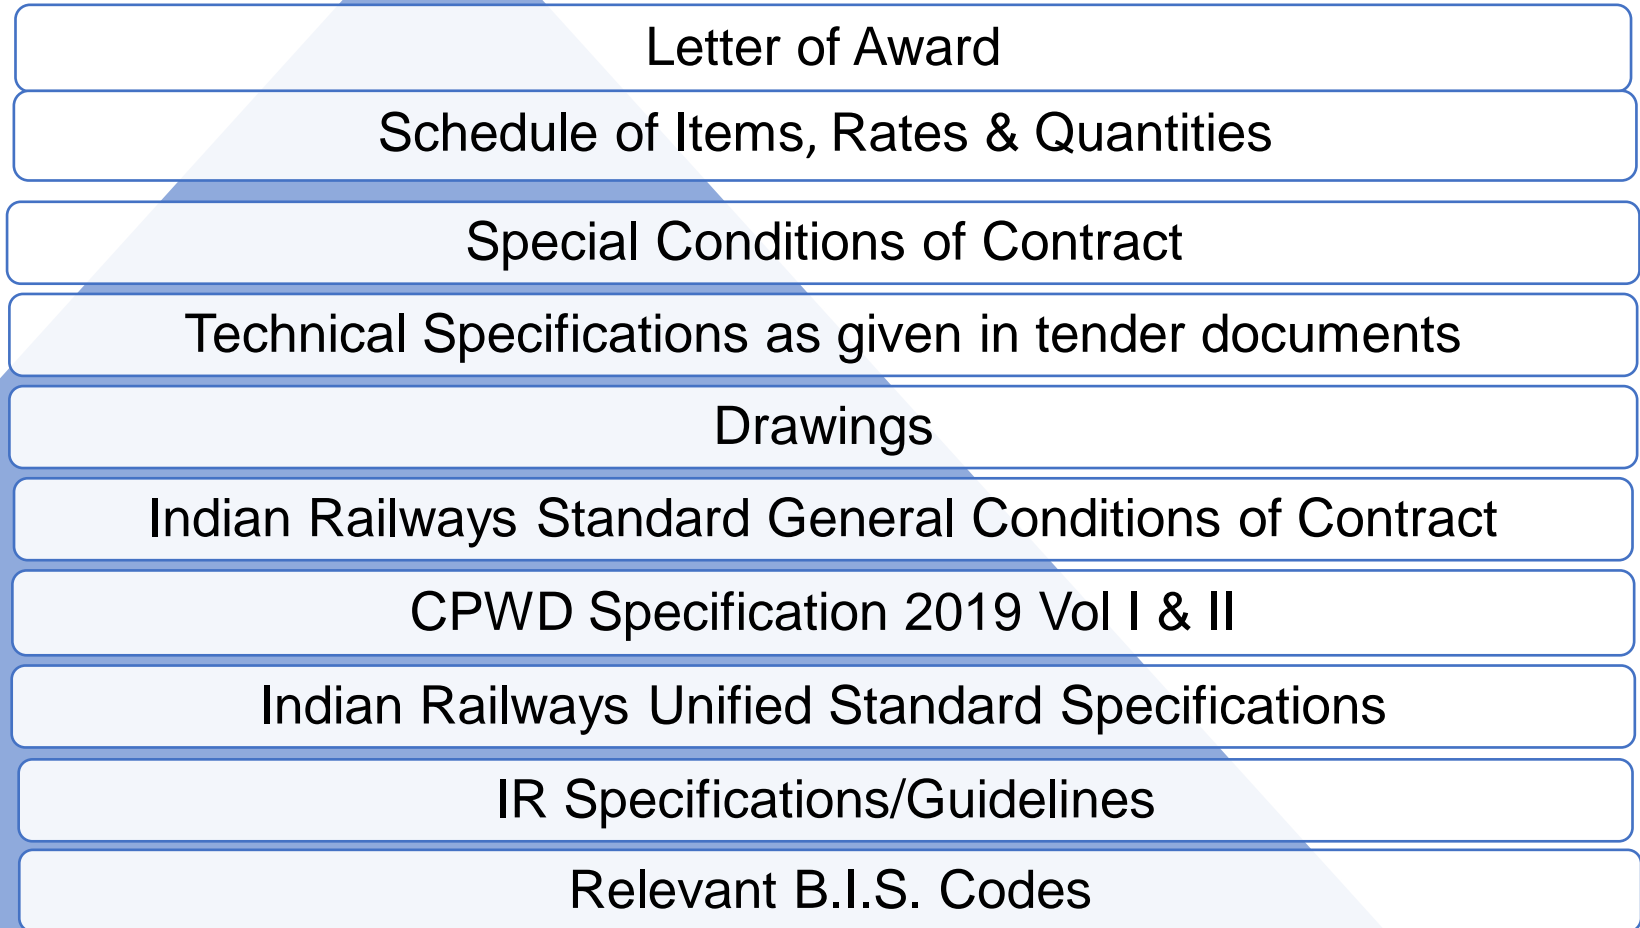 Letter of Award
Schedule of Items, Rates & Quantities
Special Conditions of Contract
Technical Specifications as given in tender documents
Drawings
Indian Railways Standard General Conditions of Contract
CPWD Specification 2019 Vol I & II
Indian Railways Unified Standard Specifications
IR Specifications/Guidelines
Relevant B.I.S. Codes